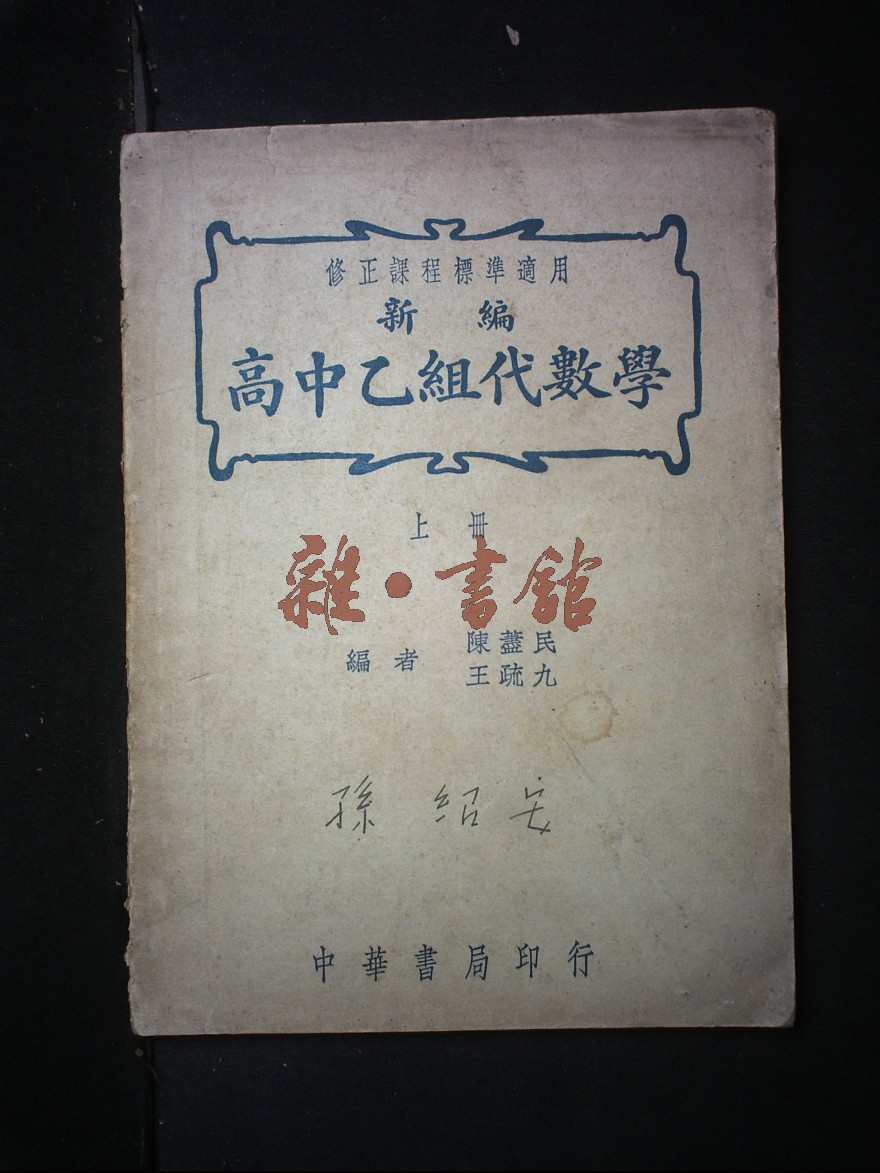 修正課程標準適用
新編
高中乙組代數學
上冊
雜·書館
編者
陳藎民
王疏九
孫紹安
中華書局印行